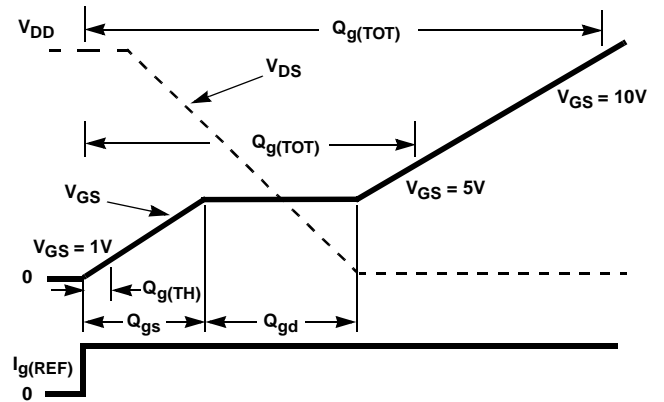 V_DD
Q_g(TOT)
V_DS
V_GS = 10V
Q_g(TOT)
V_GS
V_GS = 5V
V_GS = 1V
0
Q_g(TH)
Q_gs
Q_gd
I_g(REF)
0